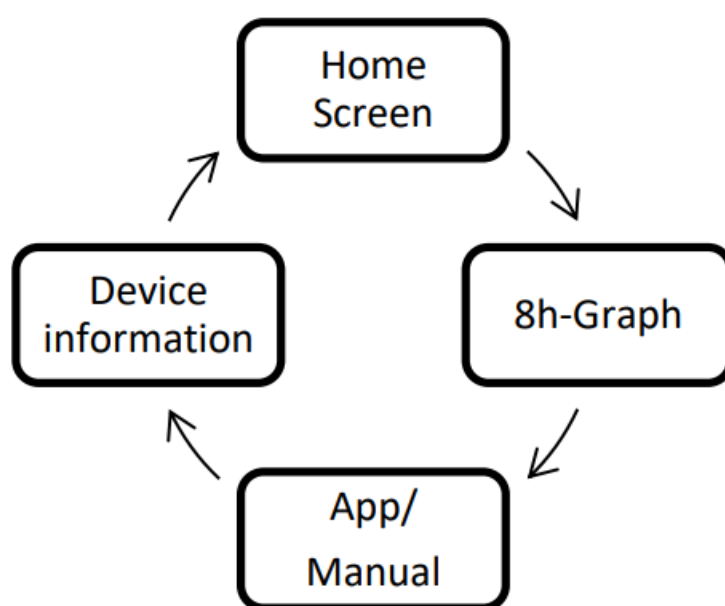 Home
Screen
8h-Graph
App/
Manual
Device
information